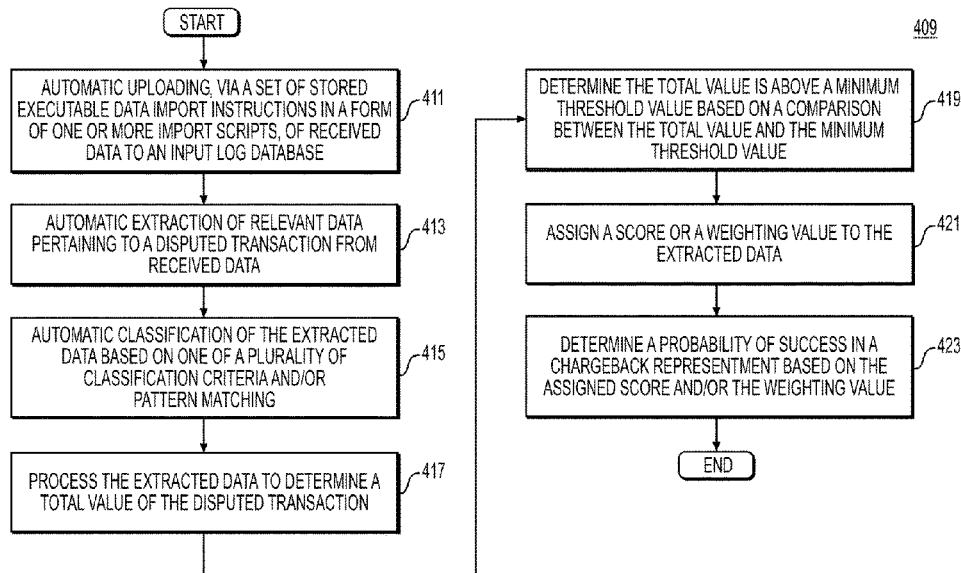 START
409
AUTOMATIC UPLOADING, VIA A SET OF STORED
EXECUTABLE DATA IMPORT INSTRUCTIONS IN A FORM
OF ONE OR MORE IMPORT SCRIPTS, OF RECEIVED
DATA TO AN INPUT LOG DATABASE
411
AUTOMATIC EXTRACTION OF RELEVANT DATA
PERTAINING TO A DISPUTED TRANSACTION FROM
RECEIVED DATA
413
AUTOMATIC CLASSIFICATION OF THE EXTRACTED
DATA BASED ON ONE OF A PLURALITY OF
CLASSIFICATION CRITERIA AND/OR
PATTERN MATCHING
415
PROCESS THE EXTRACTED DATA TO DETERMINE A
TOTAL VALUE OF THE DISPUTED TRANSACTION
417
DETERMINE THE TOTAL VALUE IS ABOVE A MINIMUM
THRESHOLD VALUE BASED ON A COMPARISON
BETWEEN THE TOTAL VALUE AND THE MINIMUM
THRESHOLD VALUE
419
ASSIGN A SCORE OR A WEIGHTING VALUE TO THE
EXTRACTED DATA
421
DETERMINE A PROBABILITY OF SUCCESS IN A
CHARGEBACK REPRESENTMENT BASED ON THE
ASSIGNED SCORE AND/OR THE WEIGHTING VALUE
423
END